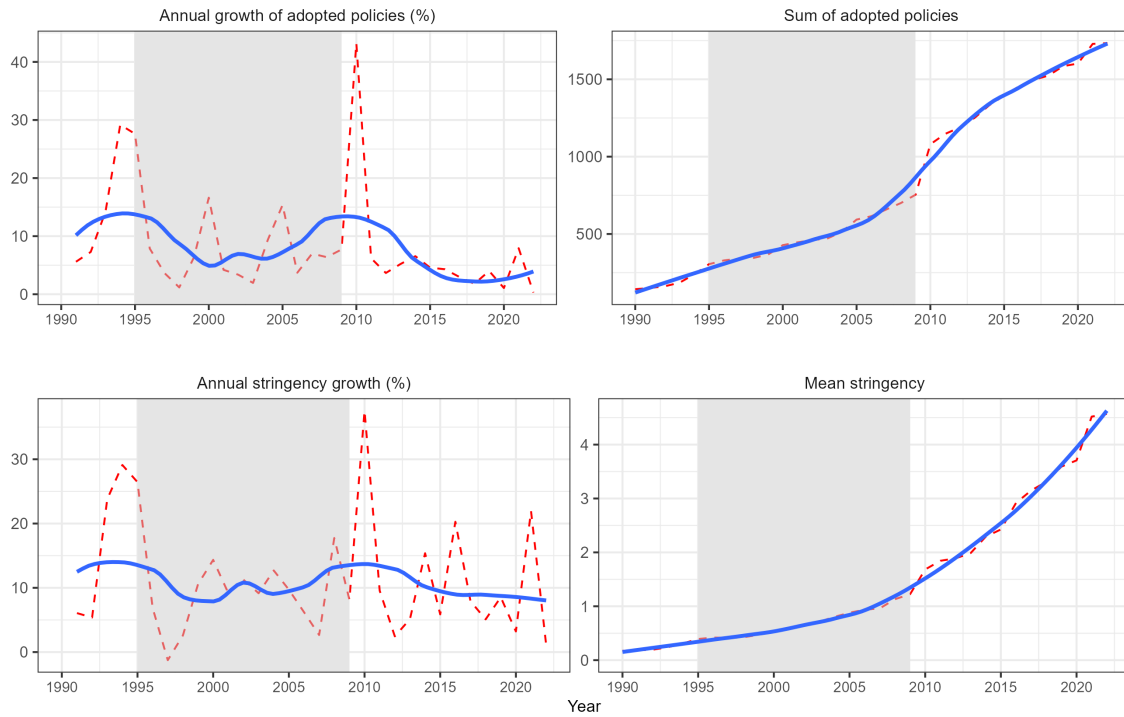 Annual growth of adopted policies (%)
40
30
20
10
0
1990 1995 2000 2005 2010 2015 2020
Sum of adopted policies
1500
1000
500
1990 1995 2000 2005 2010 2015 2020
Annual stringency growth (%)
30
20
10
0
1990 1995 2000 2005 2010 2015 2020
Mean stringency
4
3
2
1
0
1990 1995 2000 2005 2010 2015 2020
Year